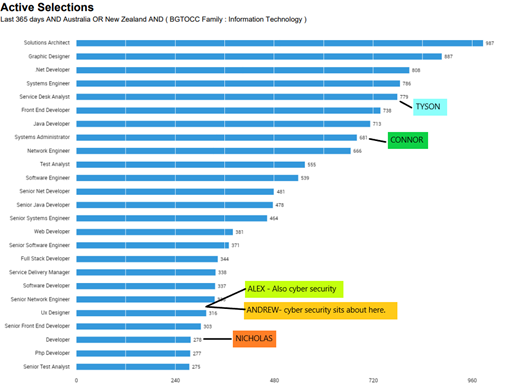 Active Selections
Last 365 days AND Australia OR New Zealand AND ( BGTOCC Family : Information Technology )
Solutions Architect 987
Graphic Designer 887
Net Developer 808
Systems Engineer 786
Service Desk Analyst 779
TYSON
Front End Developer 738
Java Developer 713
Systems Administrator 681
CONNOR
Network Engineer 666
Test Analyst 555
Software Engineer 539
Senior Net Developer 481
Senior Java Developer 478
Senior Systems Engineer 464
Web Developer 381
Senior Software Engineer 371
Full Stack Developer 344
Service Delivery Manager 338
Software Developer 337
ALEX - Also cyber security
Senior Network Engineer
Ux Designer 316
ANDREW- cyber security sits about here.
Senior Front End Developer 303
Developer 278
NICHOLAS
Php Developer 277
Senior Test Analyst 275
0 240 480 720 960